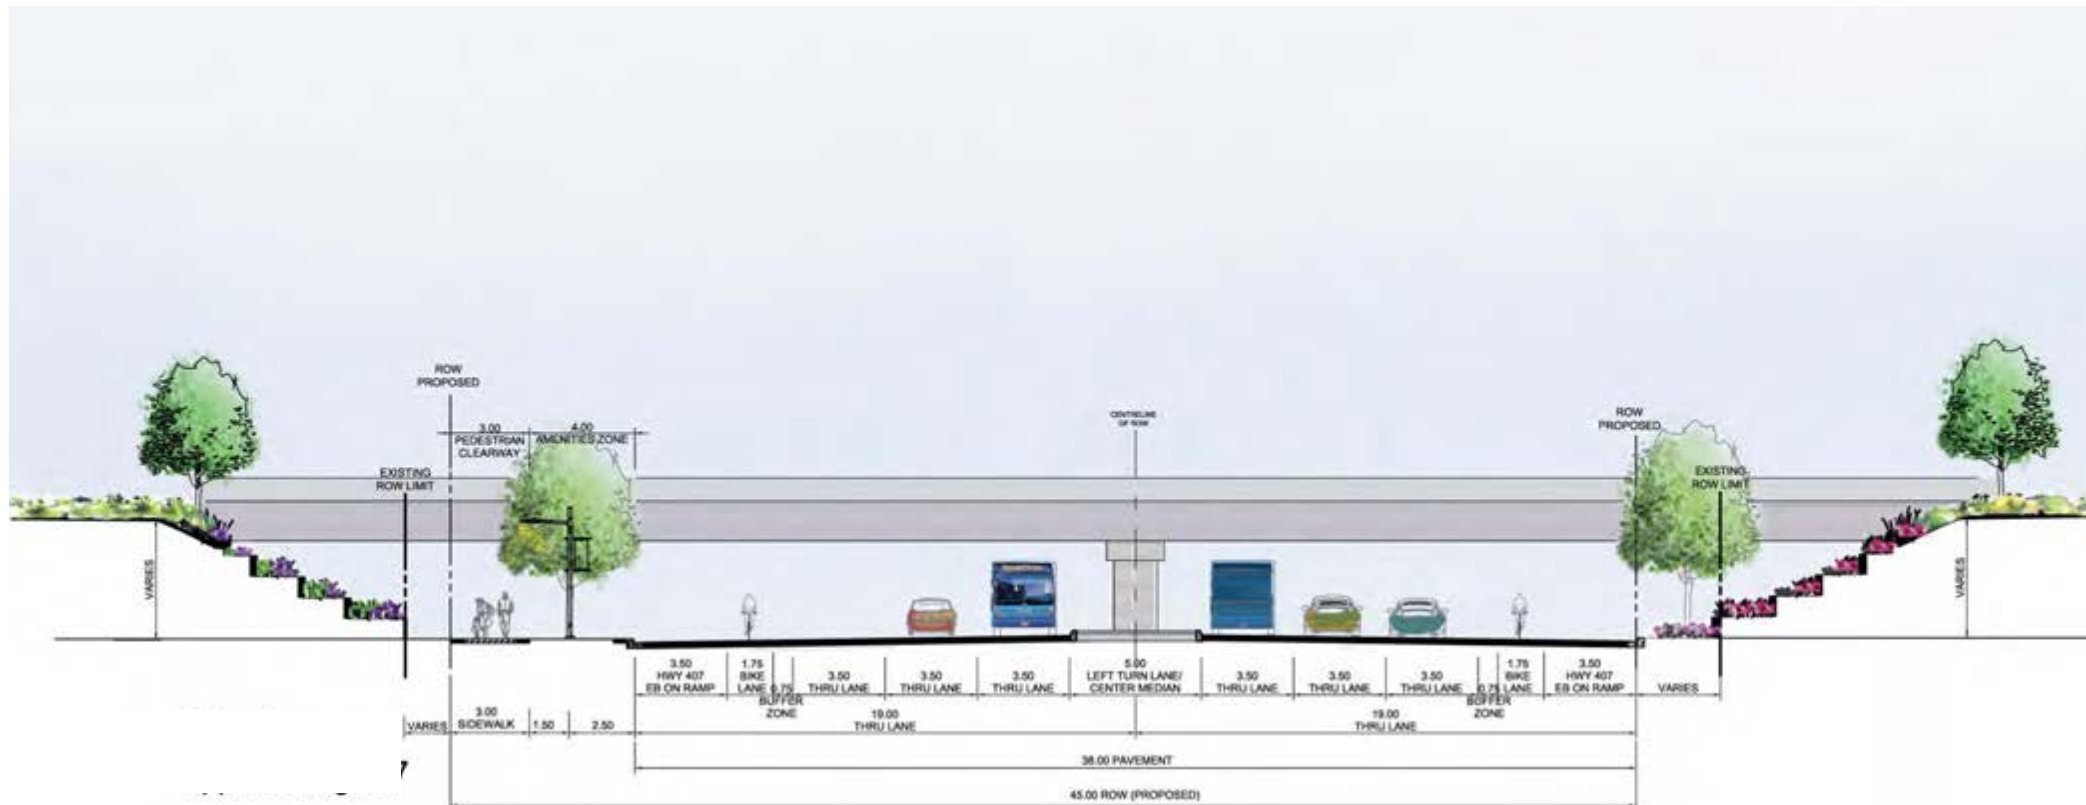 ROW
PROPOSED
3.00
PEDESTRIAN
CLEARWAY
4.00
AMENITIES ZONE
EXISTING
ROW LIMIT
CENTRELINE
OF ROW
ROW
PROPOSED
EXISTING
ROW LIMIT
VARIES
VARIES
3.50
HWY 407
EB ON RAMP
1.75
BIKE
LANE
0.75
BUFFER
ZONE
3.50
THRU LANE
3.50
THRU LANE
3.50
THRU LANE
5.00
LEFT TURN LANE/
CENTER MEDIAN
3.50
THRU LANE
3.50
THRU LANE
3.50
THRU LANE
0.75
BUFFER
ZONE
1.75
BIKE
LANE
3.50
HWY 407
EB ON RAMP
VARIES
VARIES
3.00
SIDEWALK
1.50
2.50
19.00
THRU LANE
19.00
THRU LANE
38.00 PAVEMENT
45.00 ROW (PROPOSED)